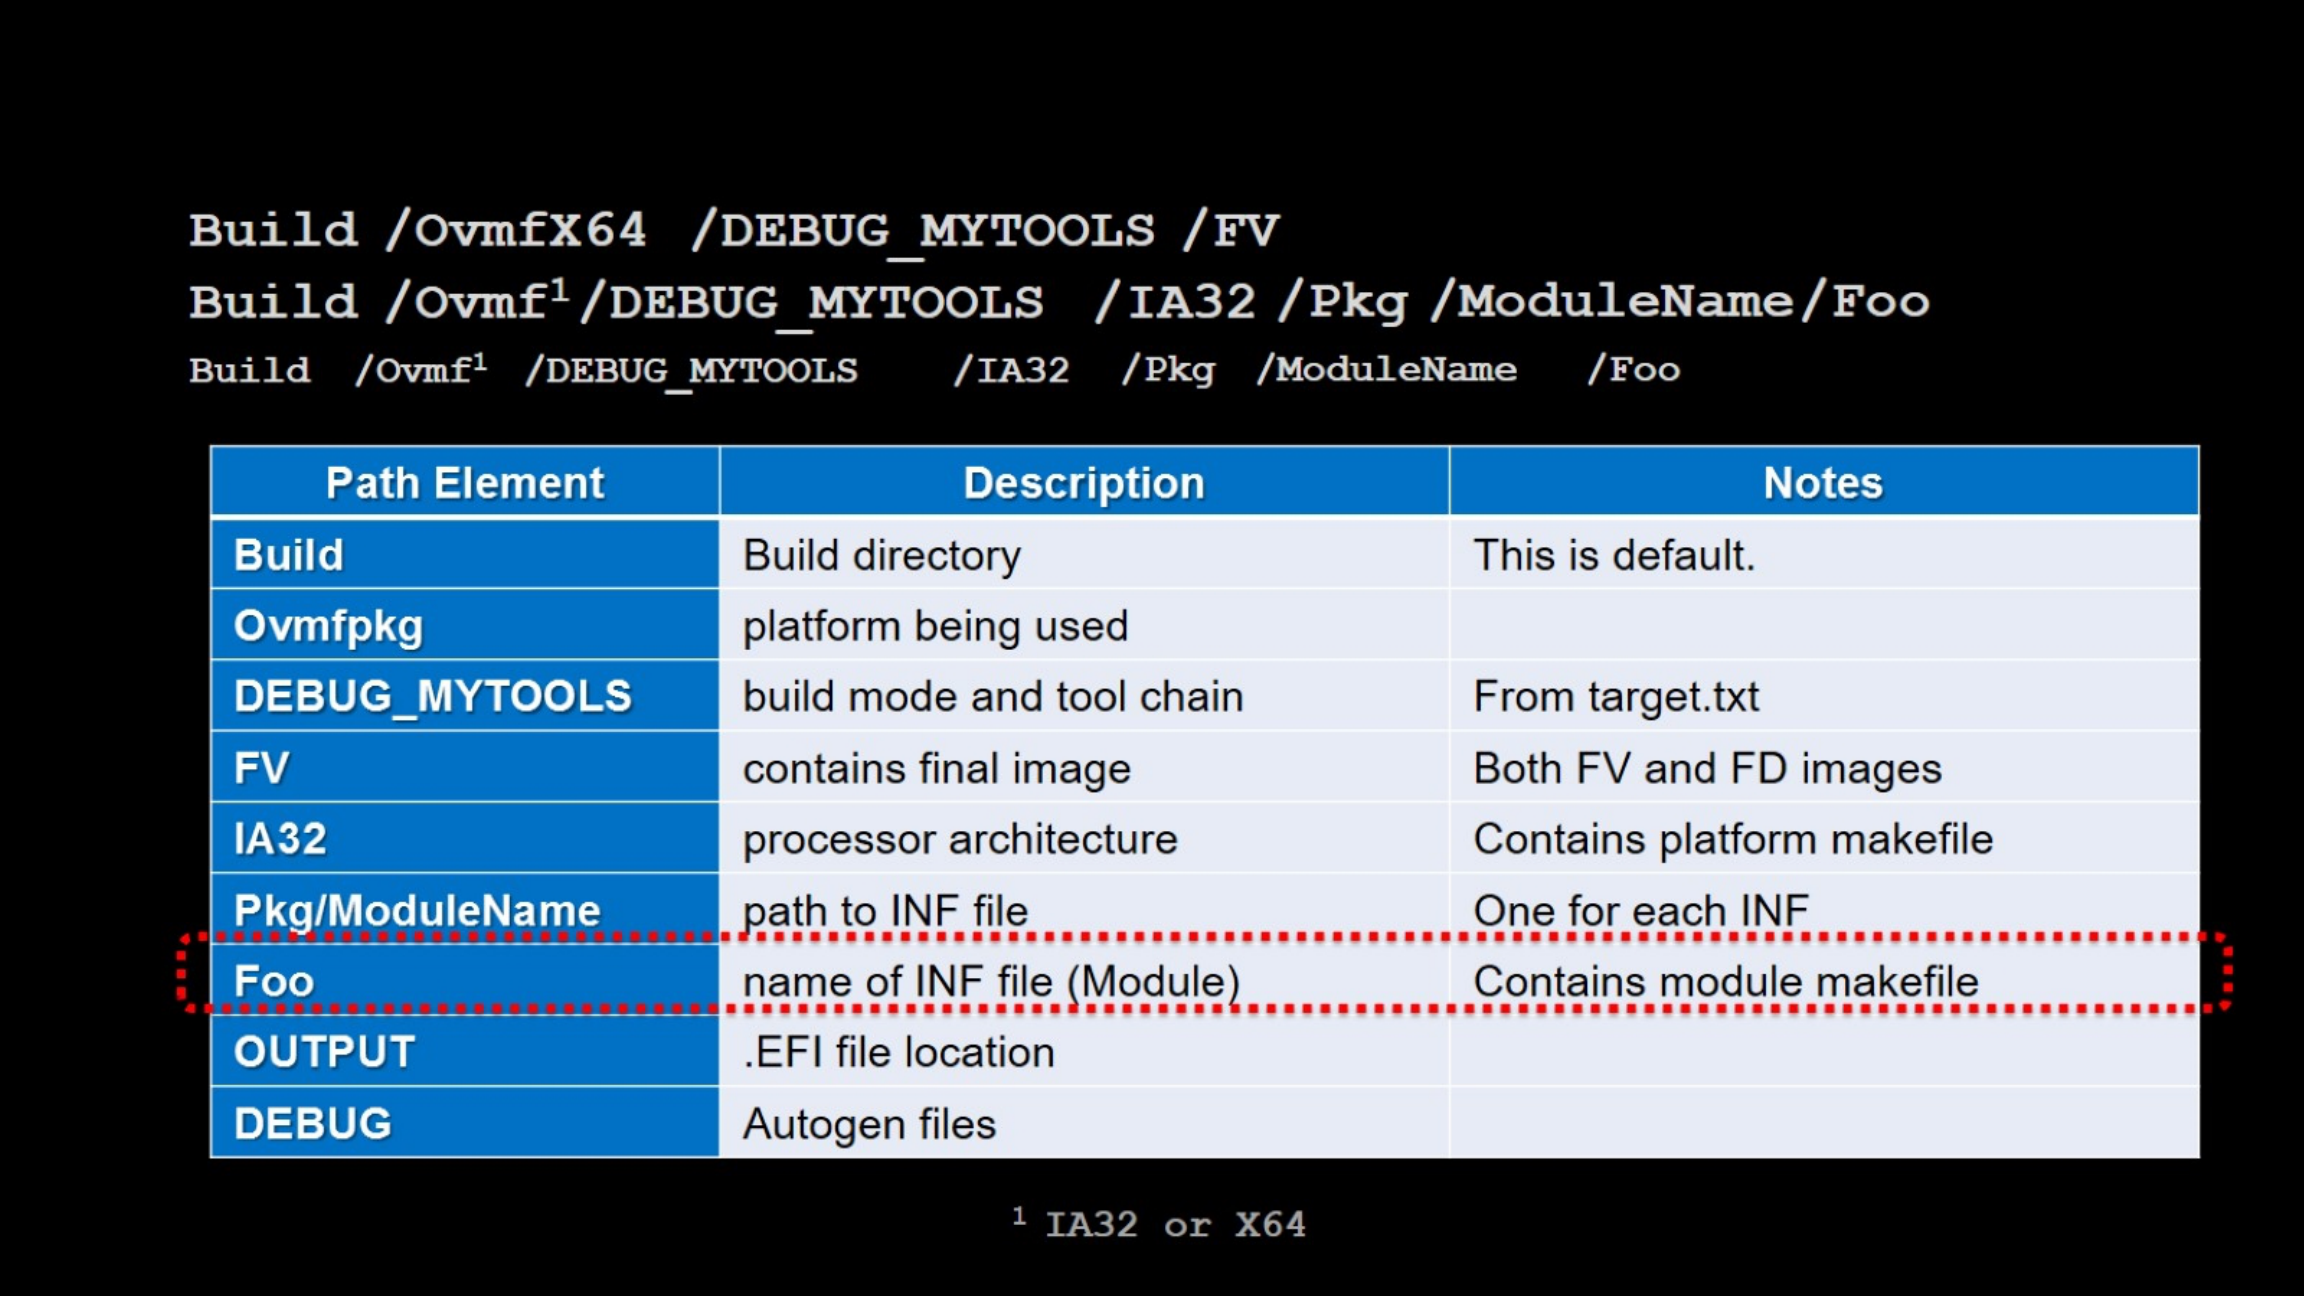 Build /OvmfX64 /DEBUG_MYTOOLS /FV
Build /Ovmf¹/DEBUG_MYTOOLS /IA32 /Pkg /ModuleName/Foo
Build /Ovmf¹ /DEBUG_MYTOOLS /IA32 /Pkg /ModuleName /Foo
Path Element Description Notes
Build Build directory This is default.
Ovmfpkg platform being used
DEBUG_MYTOOLS build mode and tool chain From target.txt
FV contains final image Both FV and FD images
IA32 processor architecture Contains platform makefile
Pkg/ModuleName path to INF file One for each INF
Foo name of INF file (Module) Contains module makefile
OUTPUT .EFI file location
DEBUG Autogen files
¹ IA32 or X64